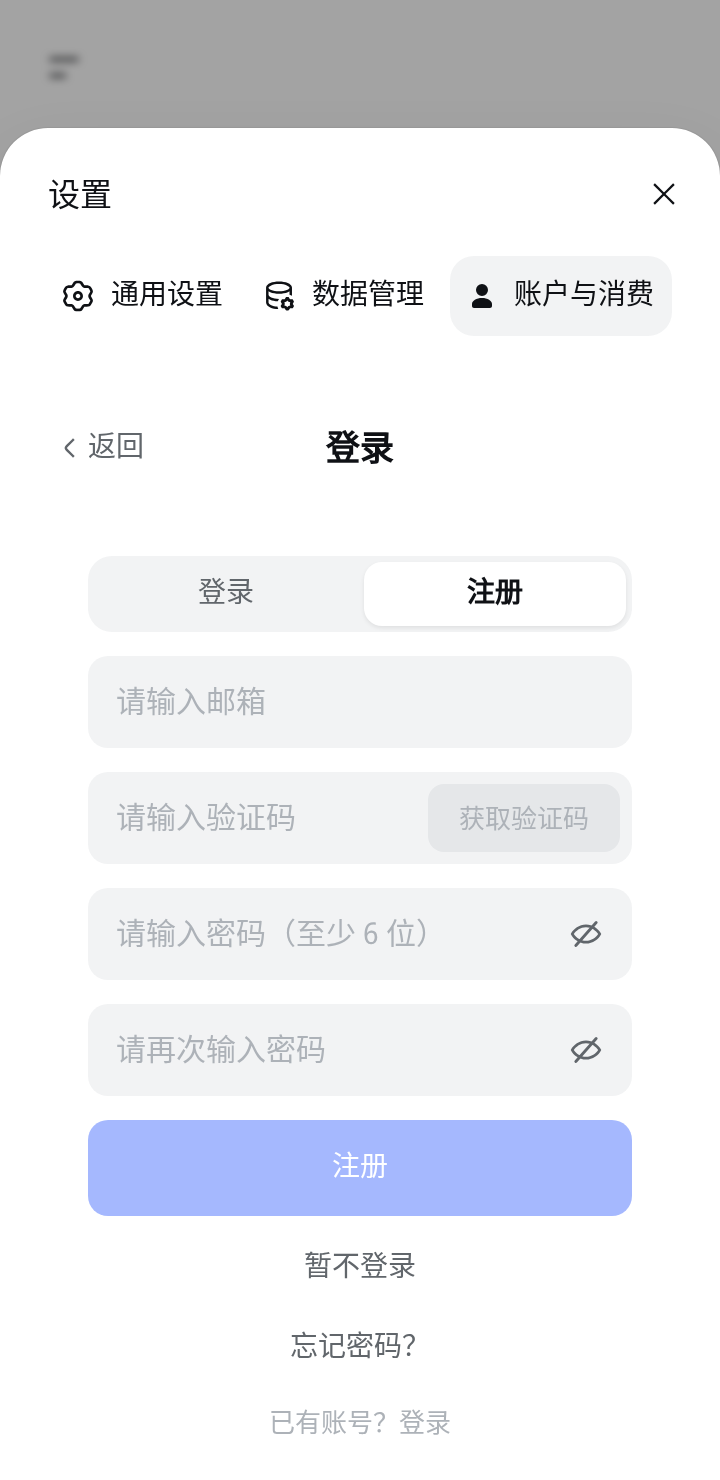 设置
通用设置 数据管理 账户与消费
返回 登录
登录 注册
请输入邮箱
请输入验证码 获取验证码
请输入密码（至少 6 位）
请再次输入密码
注册
暂不登录
忘记密码？
已有账号？登录